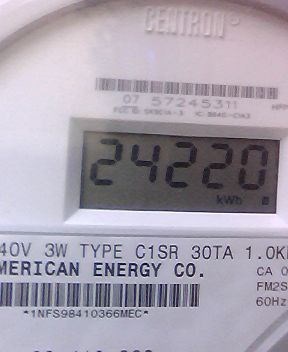 CENTRON®
07 57245311
24220
kWh
40V 3W TYPE C1SR 30TA 1.0K
MERICAN ENERGY CO.
CA 0
FM2S
60Hz
*1NFS98410366MEC*